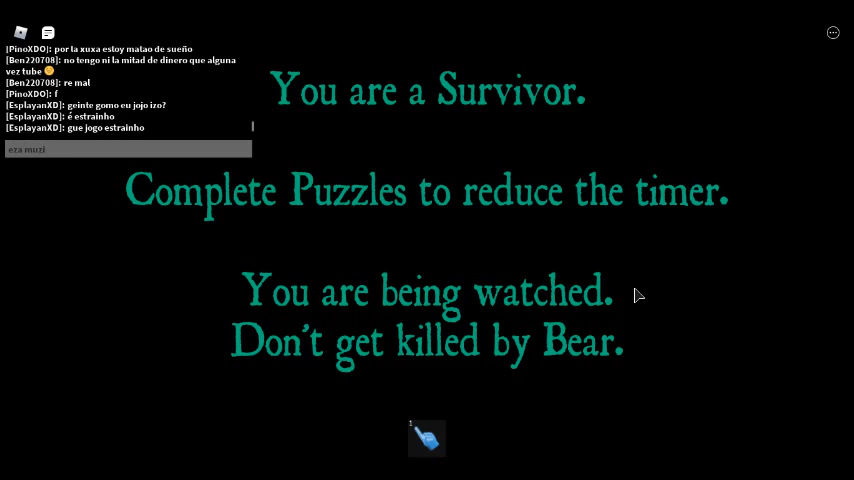 [PinoXDO]: por la xuxa estoy matao de sueño
[Ben220708]: no tengo ni la mitad de dinero que alguna
vez tube 🙁
[Ben220708]: re mal
[PinoXDO]: f
[EsplayanXD]: geinte gomo eu jojo izo?
[EsplayanXD]: é estrainho
[EsplayanXD]: gue jogo estrainho
eza muzi
You are a Survivor.
Complete Puzzles to reduce the timer.
You are being watched.
Don't get killed by Bear.
1